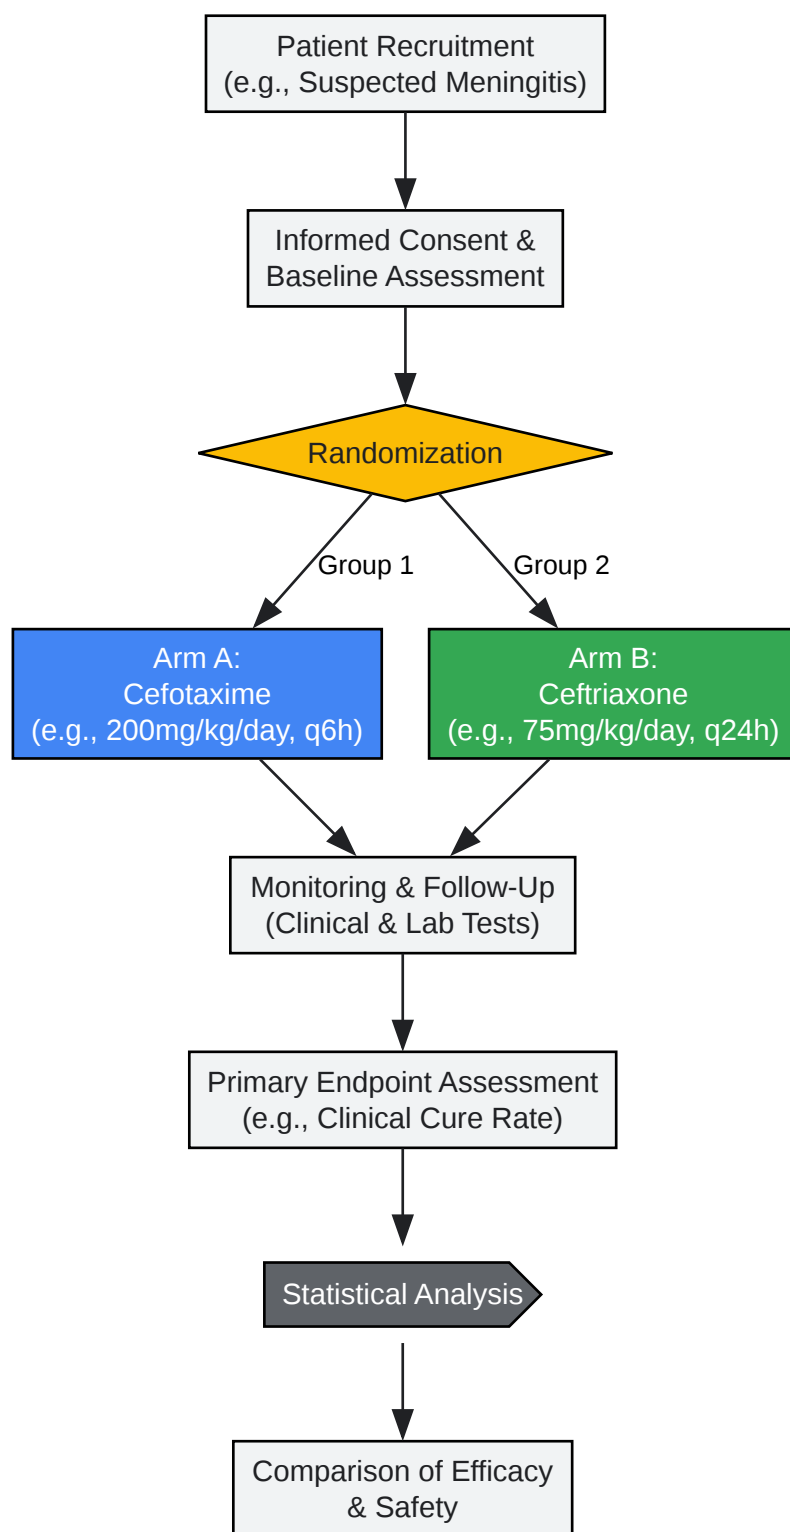 Patient Recruitment
(e.g., Suspected Meningitis)
Informed Consent &
Baseline Assessment
Randomization
Group 1
Group 2
Arm A:
Cefotaxime
(e.g., 200mg/kg/day, q6h)
Arm B:
Ceftriaxone
(e.g., 75mg/kg/day, q24h)
Monitoring & Follow-Up
(Clinical & Lab Tests)
Primary Endpoint Assessment
(e.g., Clinical Cure Rate)
Statistical Analysis
Comparison of Efficacy
& Safety